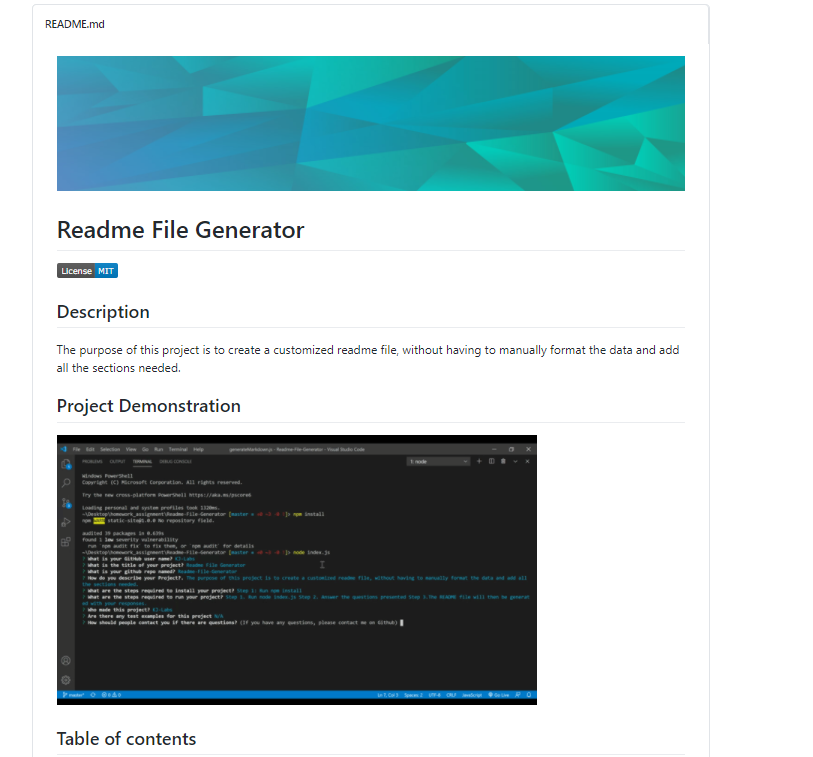 README.md
Readme File Generator
License MIT
Description
The purpose of this project is to create a customized readme file, without having to manually format the data and add
all the sections needed.
Project Demonstration
File Edit Selection View Go Run Terminal Help generateMarkdown.js - Readme-File-Generator - Visual Studio Code
PROBLEMS OUTPUT TERMINAL DEBUG CONSOLE 1: node
Windows PowerShell
Copyright (C) Microsoft Corporation. All rights reserved.
Try the new cross-platform PowerShell https://aka.ms/pscore6
Loading personal and system profiles took 1320ms.
~\Desktop\homework_assignment\Readme-File-Generator [master ≡ +0 ~1 -0 !]> npm install
npm WARN static-site@1.0.0 No repository field.
audited 39 packages in 0.639s
found 1 low severity vulnerability
run `npm audit fix` to fix them, or `npm audit` for details
~\Desktop\homework_assignment\Readme-File-Generator [master ≡ +0 ~1 -0 !]> node index.js
? What is your GitHub user name? KJ-Labs
? What is the title of your project? Readme File Generator
? What is your github repo named? Readme-File-Generator
? How do you describe your Project?. The purpose of this project is to create a customized readme file, without having to manually format the data and add all
the sections needed.
? What are the steps required to install your project? Step 1: Run npm install
? What are the steps required to run your project? Step 1. Run node index.js Step 2. Answer the questions presented Step 3.The README file will then be generat
ed with your responses.
? Who made this project? KJ-Labs
? Are there any test examples for this project
? How should people contact you if there are questions? (If you have any questions, please contact me on Github)
master* 0 0 Ln 7, Col 5 Spaces: 2 UTF-8 CRLF JavaScript Go Live
Table of contents